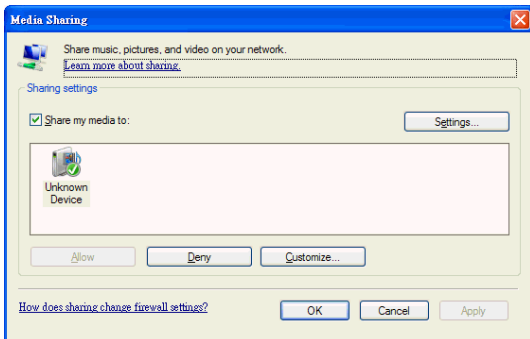 Media Sharing
Share music, pictures, and video on your network.
Learn more about sharing.
Sharing settings
Share my media to:
Settings...
Unknown
Device
Allow
Deny
Customize...
How does sharing change firewall settings?
OK
Cancel
Apply